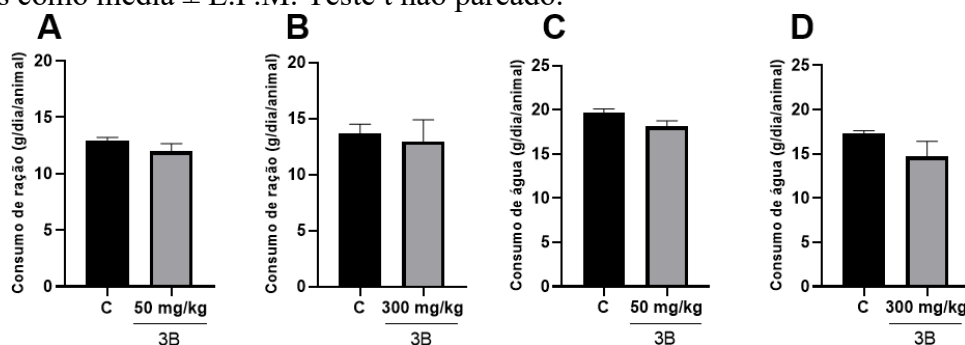 s como média ± E.P.M. Teste t não pareado.
A
Consumo de ração (g/dia/animal)
20
15
10
5
0
C
50 mg/kg
3B
B
Consumo de ração (g/dia/animal)
20
15
10
5
0
C
300 mg/kg
3B
C
Consumo de água (g/dia/animal)
25
20
15
10
5
0
C
50 mg/kg
3B
D
Consumo de água (g/dia/animal)
25
20
15
10
5
0
C
300 mg/kg
3B